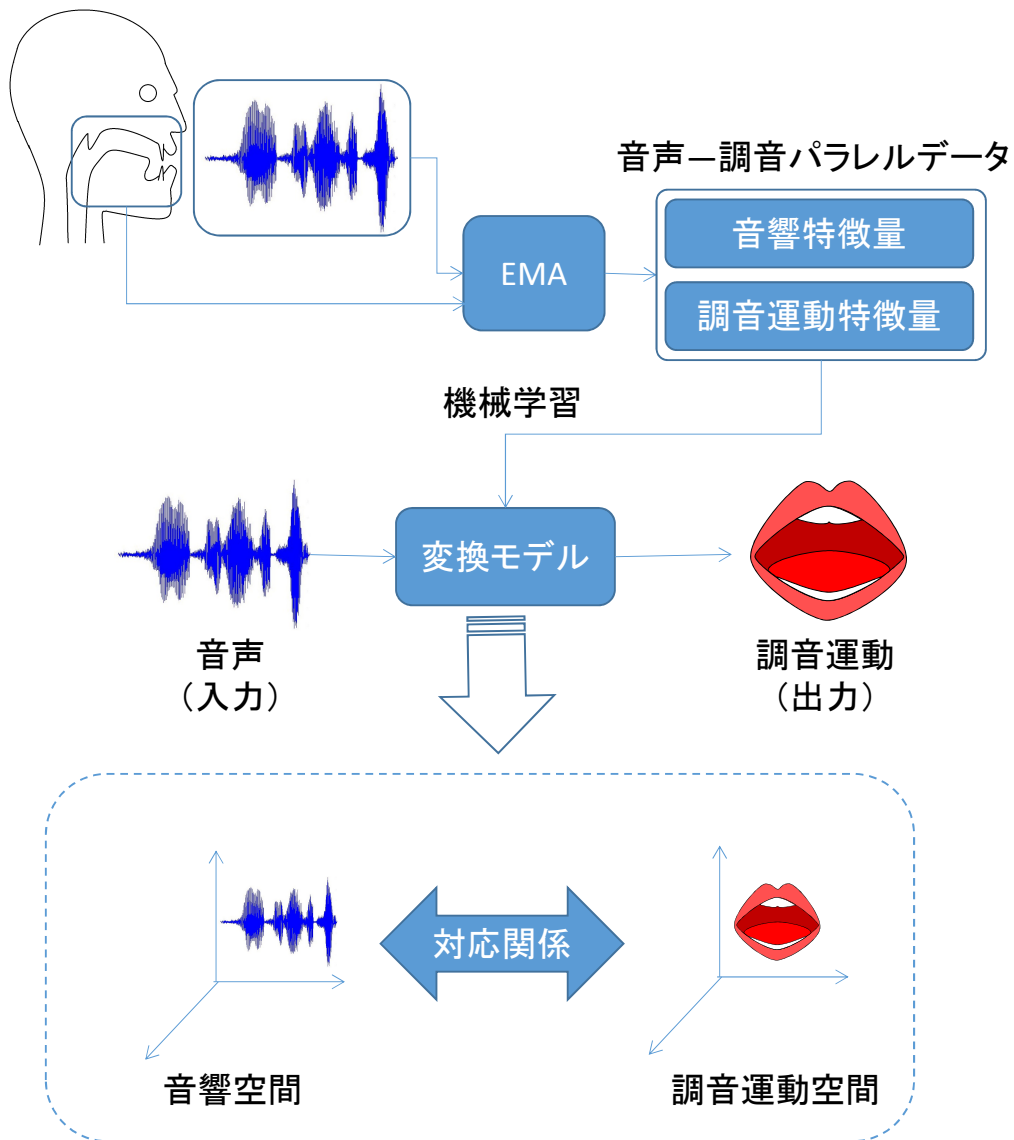 音声―調音パラレルデータ
音響特徴量
EMA
調音運動特徴量
機械学習
変換モデル
音声
（入力）
調音運動
（出力）
対応関係
音響空間
調音運動空間